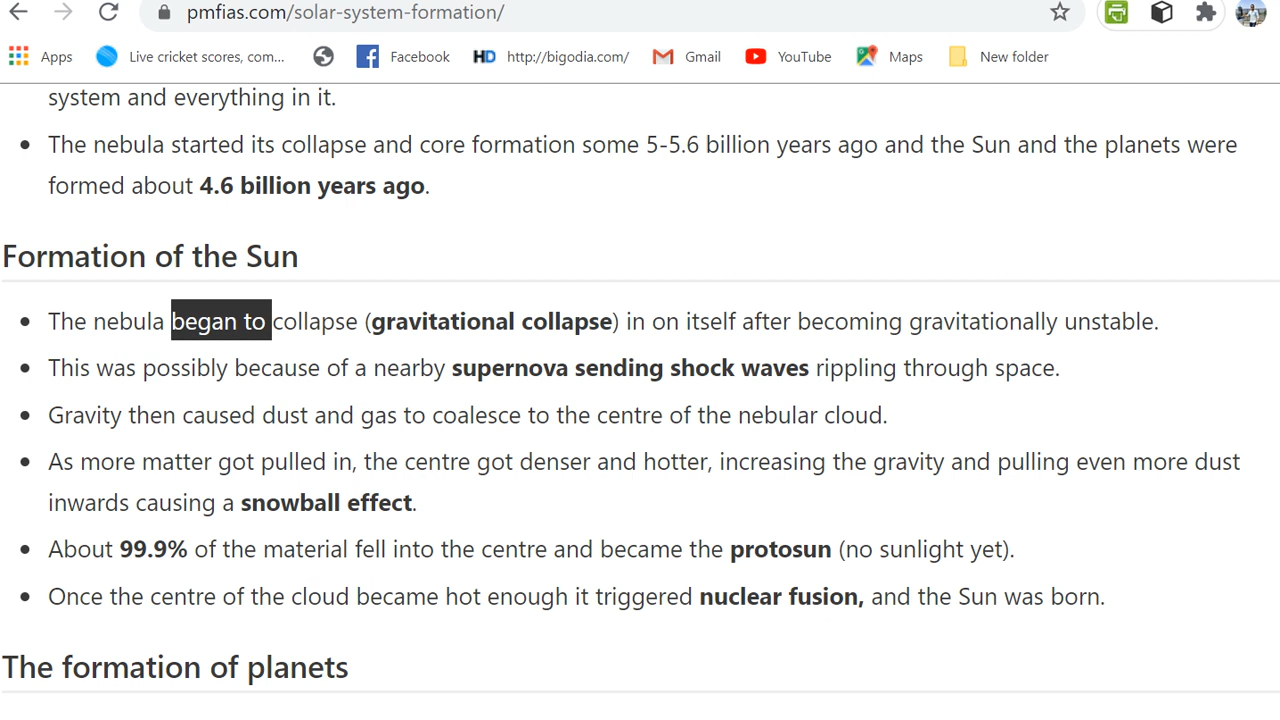 pmfias.com/solar-system-formation/
Apps Live cricket scores, com... Facebook HD http://bigodia.com/ Gmail YouTube Maps New folder
system and everything in it.
• The nebula started its collapse and core formation some 5-5.6 billion years ago and the Sun and the planets were
formed about 4.6 billion years ago.
Formation of the Sun
• The nebula began to collapse (gravitational collapse) in on itself after becoming gravitationally unstable.
• This was possibly because of a nearby supernova sending shock waves rippling through space.
• Gravity then caused dust and gas to coalesce to the centre of the nebular cloud.
• As more matter got pulled in, the centre got denser and hotter, increasing the gravity and pulling even more dust
inwards causing a snowball effect.
• About 99.9% of the material fell into the centre and became the protosun (no sunlight yet).
• Once the centre of the cloud became hot enough it triggered nuclear fusion, and the Sun was born.
The formation of planets